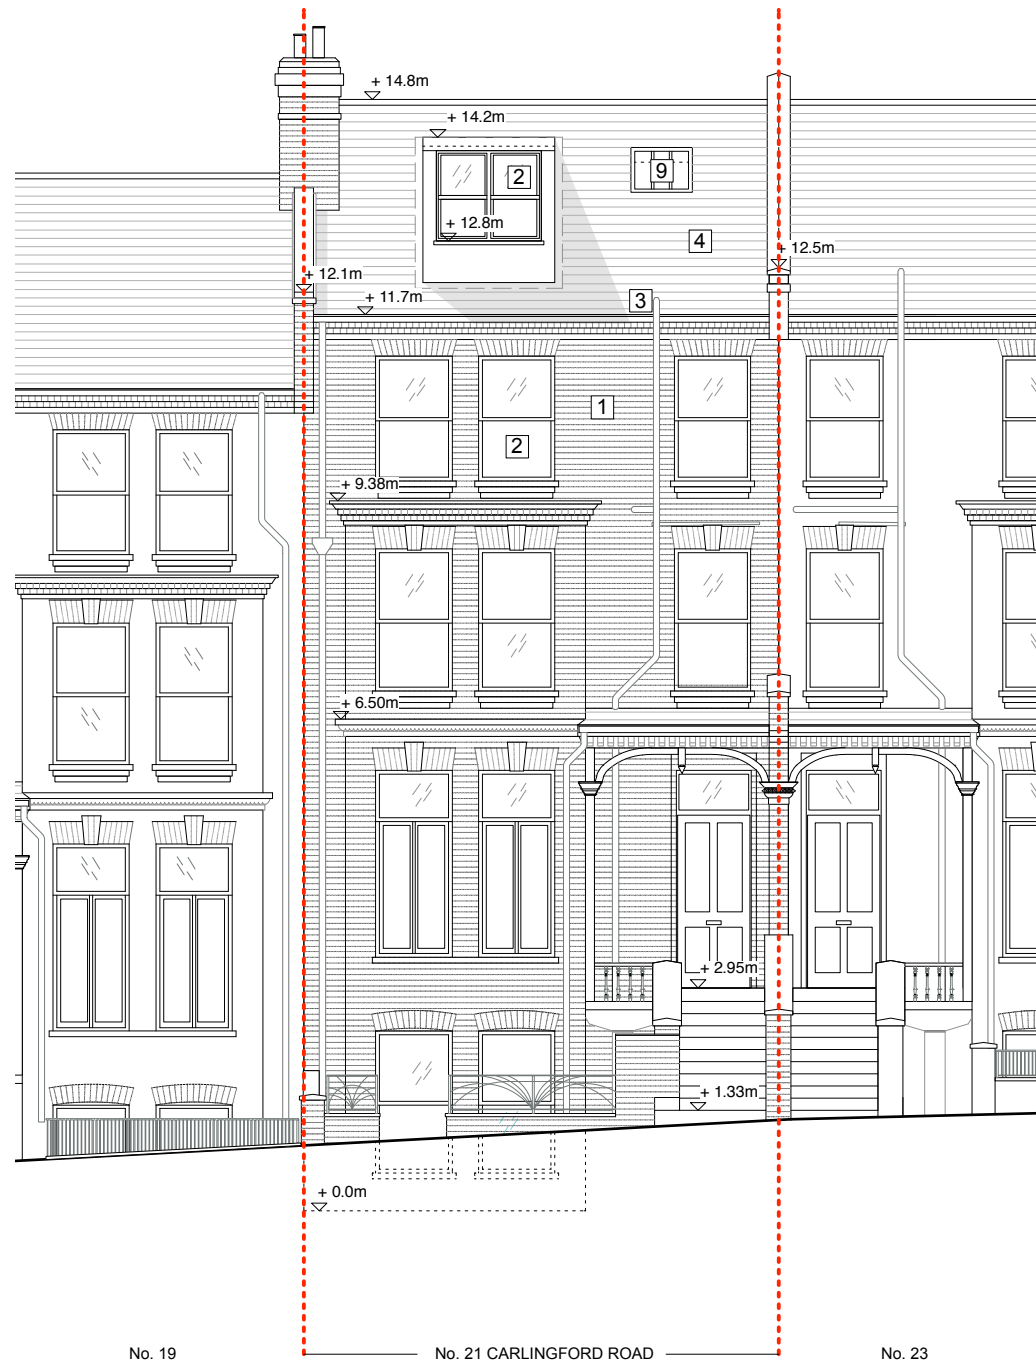 + 14.8m
+ 14.2m
9
2
+ 12.8m
4
+ 12.5m
+ 12.1m
+ 11.7m
3
1
2
+ 9.38m
+ 6.50m
+ 2.95m
+ 1.33m
+ 0.0m
No. 19
No. 21 CARLINGFORD ROAD
No. 23